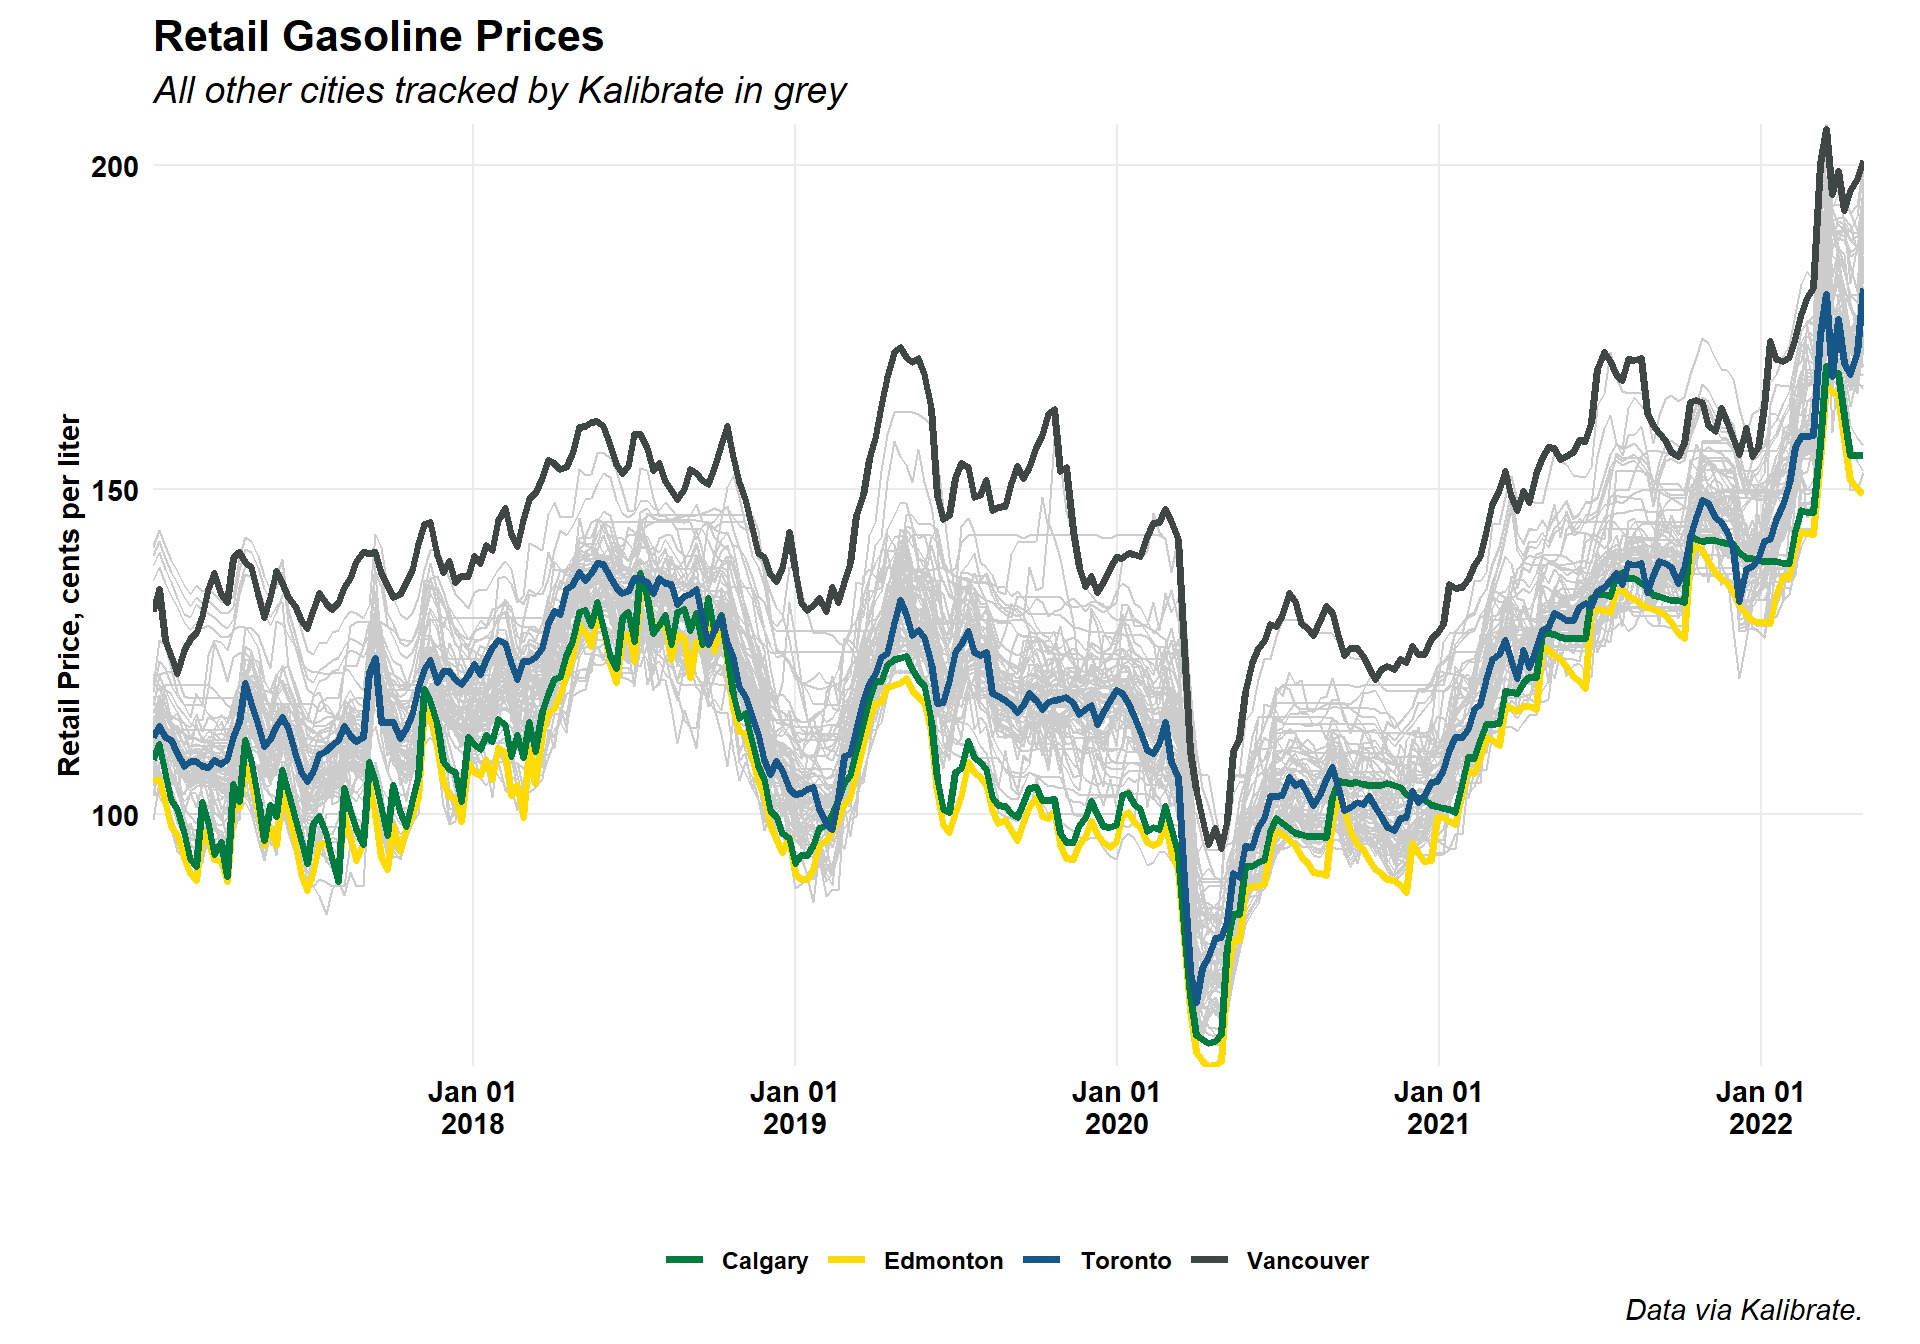 Retail Gasoline Prices
All other cities tracked by Kalibrate in grey
Retail Price, cents per liter
200
150
100
Jan 01
2018
Jan 01
2019
Jan 01
2020
Jan 01
2021
Jan 01
2022
Calgary
Edmonton
Toronto
Vancouver
Data via Kalibrate.